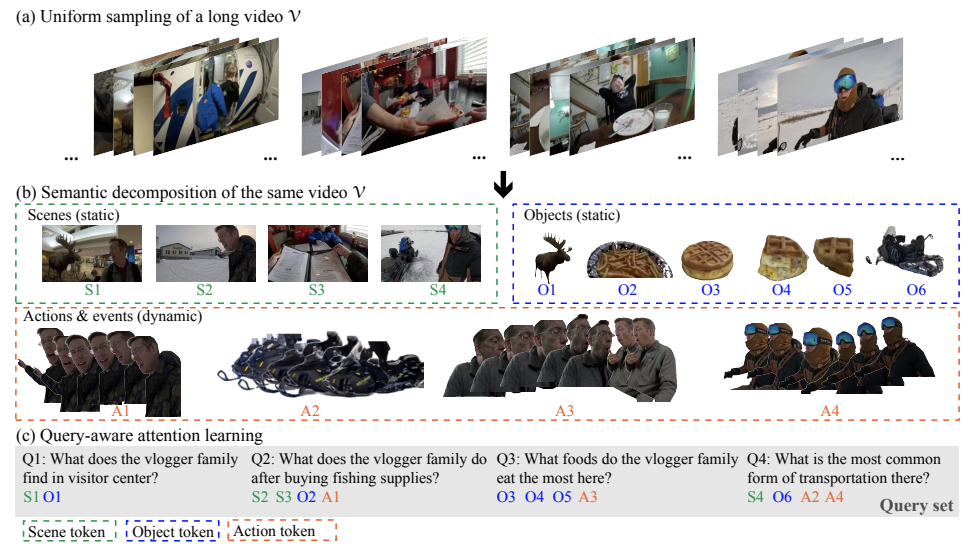 (a) Uniform sampling of a long video 𝒱
... ... ... ... ...
(b) Semantic decomposition of the same video 𝒱
Scenes (static)
S1 S2 S3 S4
Objects (static)
O1 O2 O3 O4 O5 O6
Actions & events (dynamic)
A1 A2 A3 A4
(c) Query-aware attention learning
Q1: What does the vlogger family
find in visitor center?
S1 O1
Q2: What does the vlogger family do
after buying fishing supplies?
S2 S3 O2 A1
Q3: What foods do the vlogger family
eat the most here?
O3 O4 O5 A3
Q4: What is the most common
form of transportation there?
S4 O6 A2 A4
Query set
Scene token Object token Action token